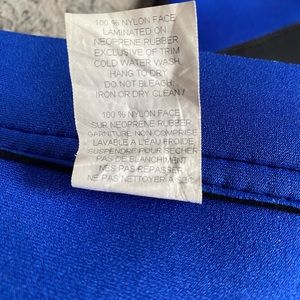 100 % NYLON FACE
LAMINATED ON
NEOPRENE RUBBER
EXCLUSIVE OF TRIM
COLD WATER WASH,
HANG TO DRY
DO NOT BLEACH,
IRON OR DRY CLEAN /
100 % NYLON FACE
SUR NEOPRENE RUBBER
GARNITURE NON COMPRISE
LAVABLE A L'EAU FROIDE
SUSPENDRE POUR SECHER
PAS DE BLANCHIMENT
NE PAS REPASSER
NE PAS NETTOYER A